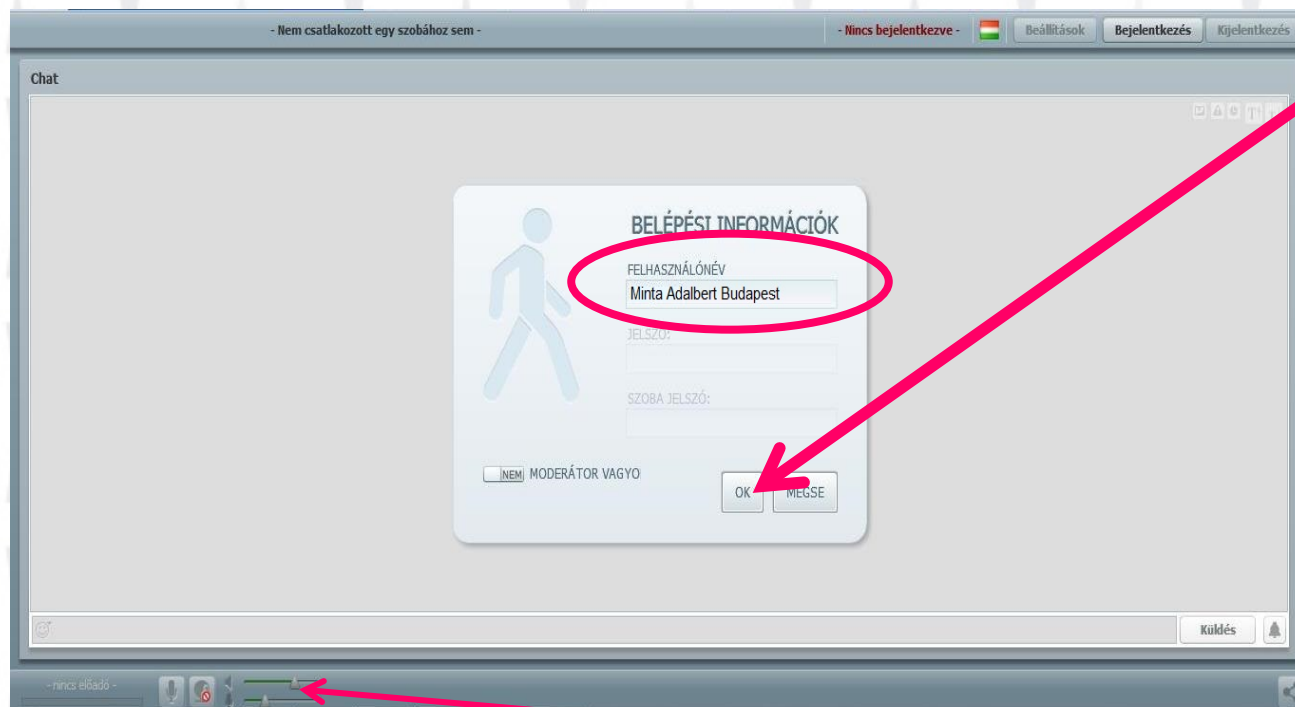 - Nem csatlakozott egy szobához sem - - Nincs bejelentkezve - Beállítások Bejelentkezés Kijelentkezés
Chat
BELÉPÉSI INFORMÁCIÓK
FELHASZNÁLÓNÉV
Minta Adalbert Budapest
JELSZÓ:
SZOBA JELSZÓ:
NEM MODERÁTOR VAGYO
OK MÉGSE
Küldés
- nincs előadó -